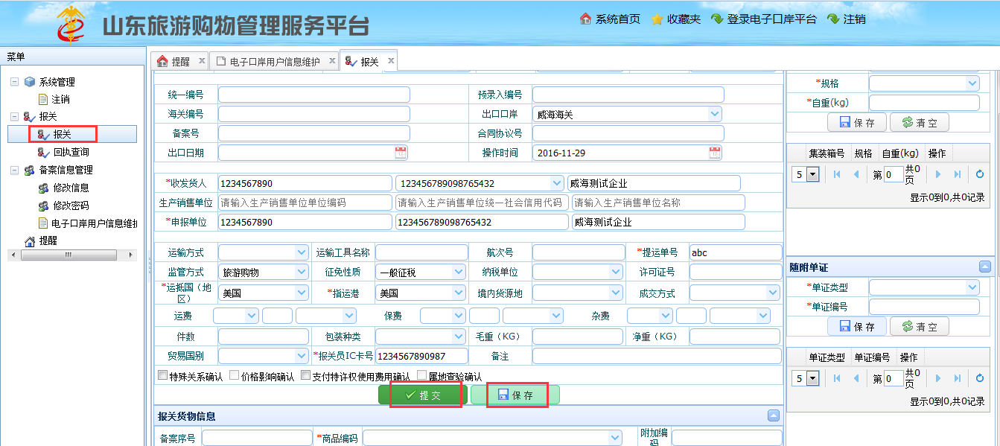 山东旅游购物管理服务平台
系统首页 收藏夹 登录电子口岸平台 注销
菜单
系统管理
注销
报关
报关
回执查询
备案信息管理
修改信息
修改密码
电子口岸用户信息维护
提醒
提醒 × 电子口岸用户信息维护 × 报关 ×
统一编号 预录入编号
海关编号 出口口岸 威海海关
备案号 合同协议号
出口日期 操作时间 2016-11-29
*收发货人 1234567890 123456789098765432 威海测试企业
生产销售单位 请输入生产销售单位单位编码 请输入生产销售单位统一社会信用代码 请输入生产销售单位名称
*申报单位 1234567890 123456789098765432 威海测试企业
运输方式 运输工具名称 航次号 *提运单号 abc
监管方式 旅游购物 征免性质 一般征税 纳税单位 许可证号
*运抵国（地区） 美国 *指运港 美国 境内货源地 成交方式
运费 保费 杂费
件数 包装种类 毛重（KG） 净重（KG）
贸易国别 *报关员IC卡号 1234567890987 备注
特殊关系确认 价格影响确认 支付特许权使用费用确认 属地查验确认
提交 保存
报关货物信息
备案序号 *商品编码 附加编码
*规格
*自重(kg)
保存 清空
集装箱号 规格 自重(kg) 操作
5 第 0 共0页
显示0到0,共0记录
随附单证
*单证类型
*单证编号
保存 清空
单证类型 单证编号 操作
5 第 0 共0页
显示0到0,共0记录